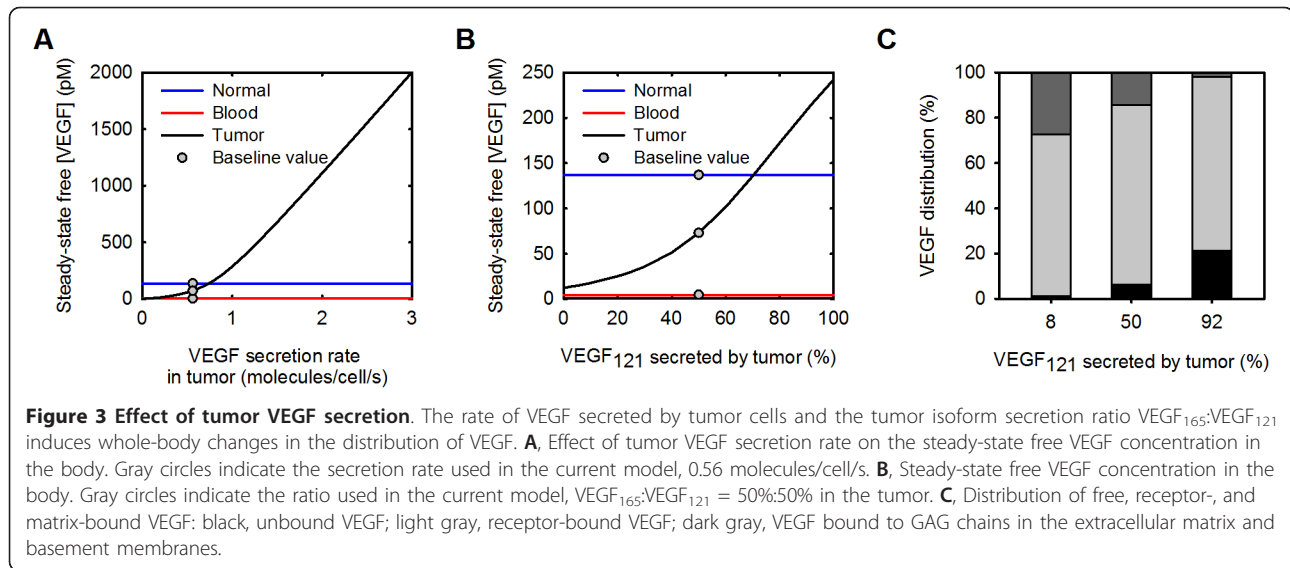 A
B
C
2000
1500
1000
500
0
Steady-state free [VEGF] (pM)
Normal
Blood
Tumor
Baseline value
0
1
2
3
VEGF secretion rate
in tumor (molecules/cell/s)
250
200
150
100
50
0
Steady-state free [VEGF] (pM)
Normal
Blood
Tumor
Baseline value
0
20
40
60
80
100
VEGF₁₂₁ secreted by tumor (%)
100
80
60
40
20
0
VEGF distribution (%)
8
50
92
VEGF₁₂₁ secreted by tumor (%)
Figure 3 Effect of tumor VEGF secretion. The rate of VEGF secreted by tumor cells and the tumor isoform secretion ratio VEGF₁₆₅:VEGF₁₂₁
induces whole-body changes in the distribution of VEGF. A, Effect of tumor VEGF secretion rate on the steady-state free VEGF concentration in
the body. Gray circles indicate the secretion rate used in the current model, 0.56 molecules/cell/s. B, Steady-state free VEGF concentration in the
body. Gray circles indicate the ratio used in the current model, VEGF₁₆₅:VEGF₁₂₁ = 50%:50% in the tumor. C, Distribution of free, receptor-, and
matrix-bound VEGF: black, unbound VEGF; light gray, receptor-bound VEGF; dark gray, VEGF bound to GAG chains in the extracellular matrix and
basement membranes.